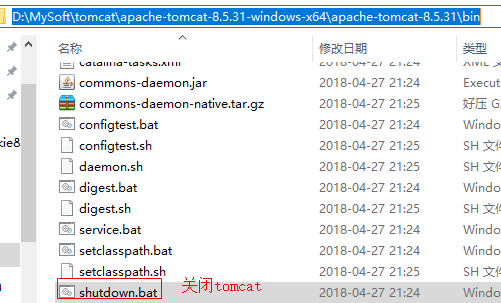 D:\MySoft\tomcat\apache-tomcat-8.5.31-windows-x64\apache-tomcat-8.5.31\bin
名称 修改日期 类型
catalina-tasks.xml 2018-04-27 21:24 XML 文
commons-daemon.jar 2018-04-27 21:24 Execut
commons-daemon-native.tar.gz 2018-04-27 21:25 好压 G
configtest.bat 2018-04-27 21:24 Windo
configtest.sh 2018-04-27 21:25 SH 文件
daemon.sh 2018-04-27 21:25 SH 文件
digest.bat 2018-04-27 21:24 Windo
digest.sh 2018-04-27 21:25 SH 文件
kie8 service.bat 2018-04-27 21:24 Windo
setclasspath.bat 2018-04-27 21:24 Windo
setclasspath.sh 2018-04-27 21:25 SH 文件
shutdown.bat 关闭tomcat 2018-04-27 21:24 Windo